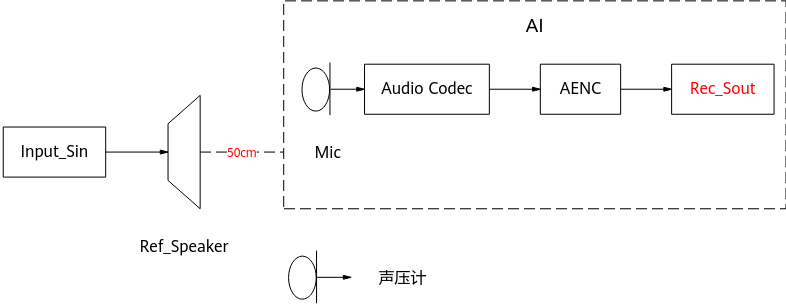 AI
Audio Codec
AENC
Rec_Sout
Input_Sin
50cm
Mic
Ref_Speaker
声压计